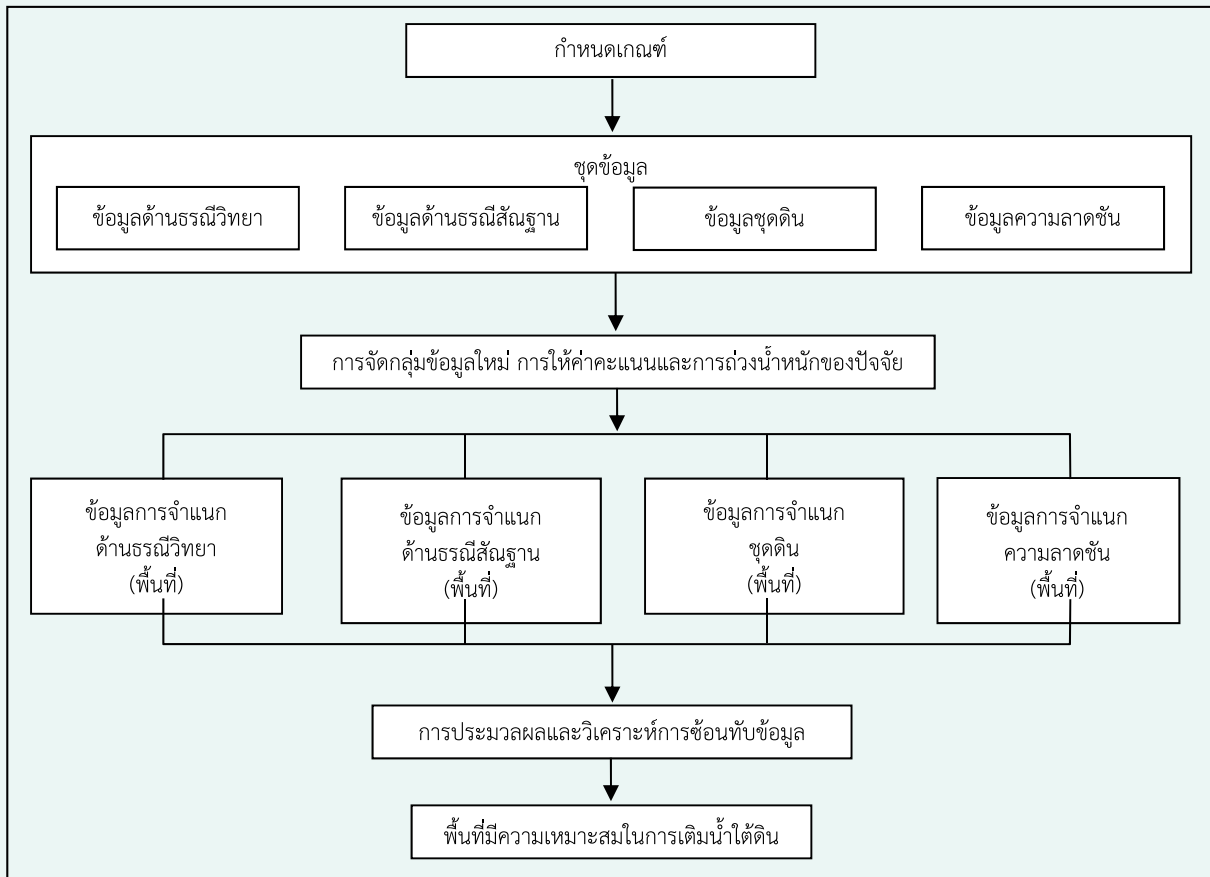 กำหนดเกณฑ์
ชุดข้อมูล
ข้อมูลด้านธรณีวิทยา
ข้อมูลด้านธรณีสัณฐาน
ข้อมูลชุดดิน
ข้อมูลความลาดชัน
การจัดกลุ่มข้อมูลใหม่ การให้ค่าคะแนนและการถ่วงน้ำหนักของปัจจัย
ข้อมูลการจำแนก
ด้านธรณีวิทยา
(พื้นที่)
ข้อมูลการจำแนก
ด้านธรณีสัณฐาน
(พื้นที่)
ข้อมูลการจำแนก
ชุดดิน
(พื้นที่)
ข้อมูลการจำแนก
ความลาดชัน
(พื้นที่)
การประมวลผลและวิเคราะห์การซ้อนทับข้อมูล
พื้นที่มีความเหมาะสมในการเติมน้ำใต้ดิน